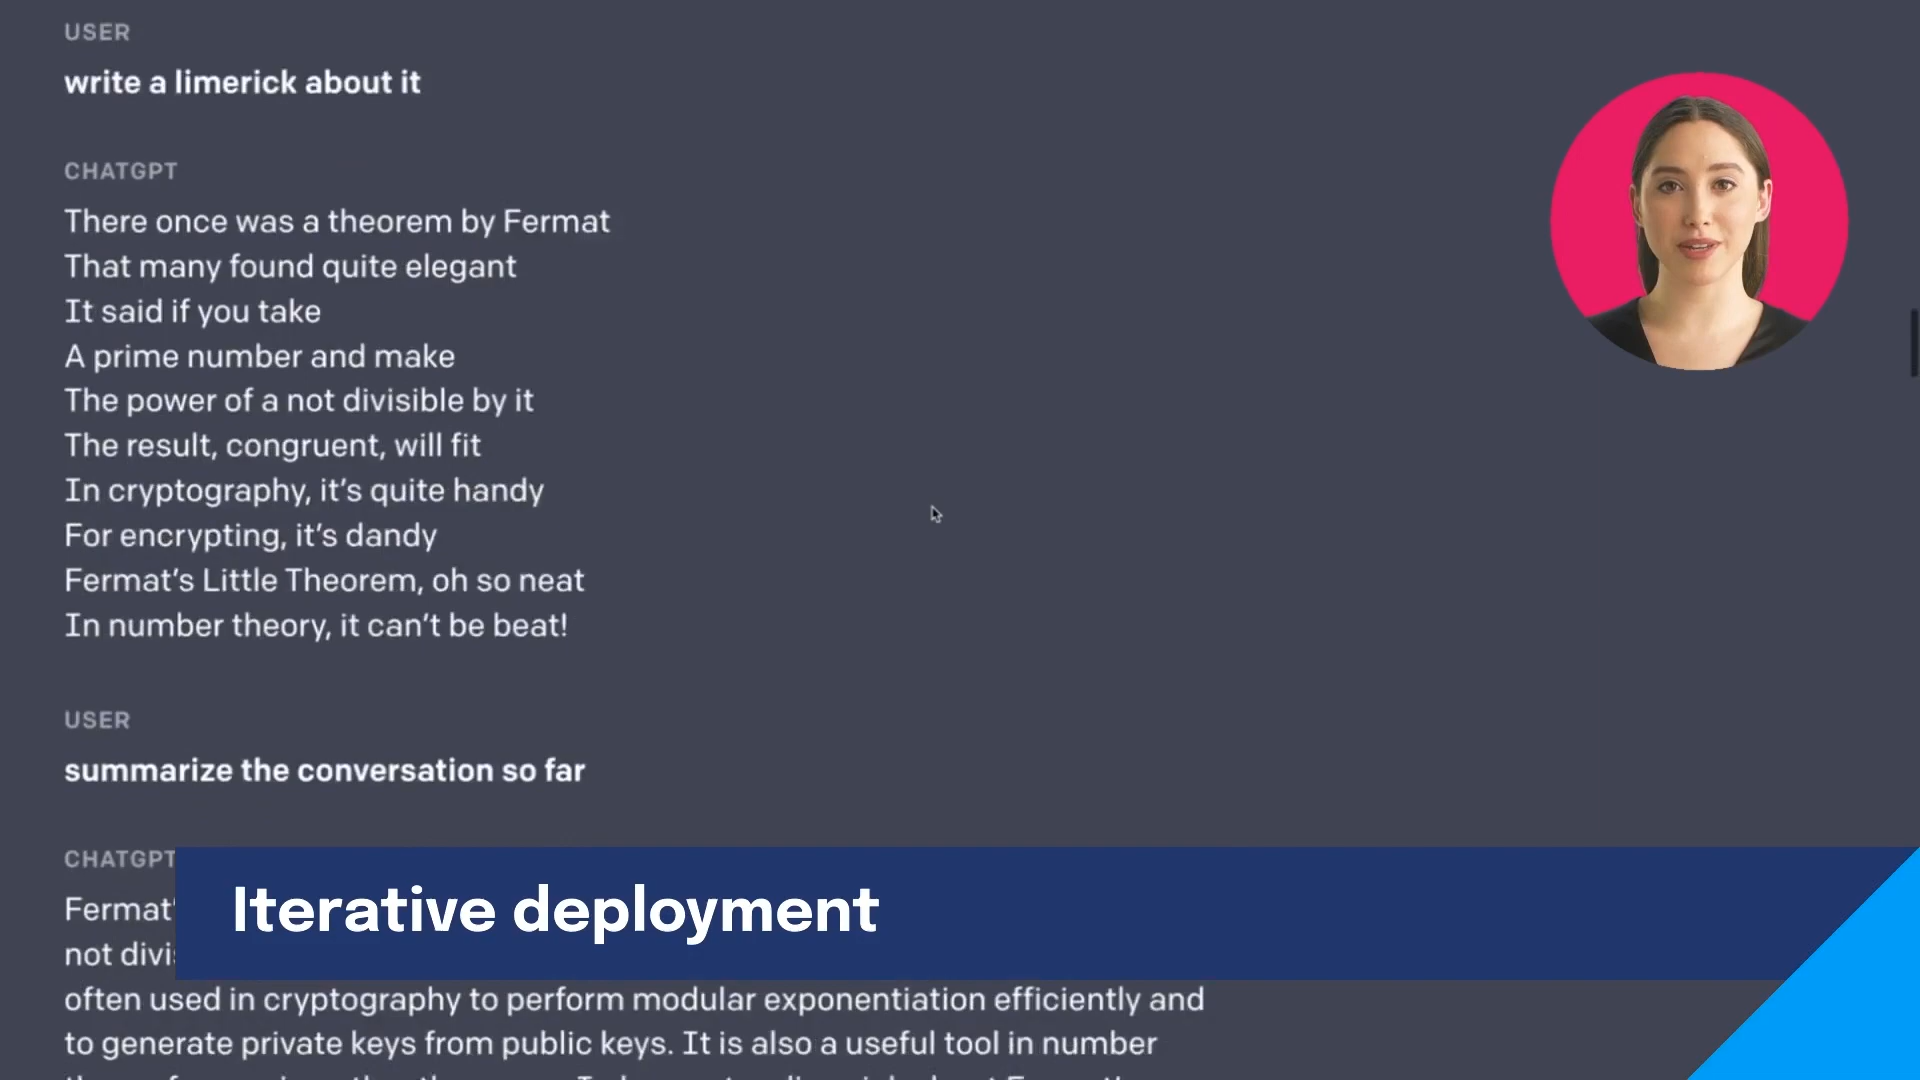 USER
write a limerick about it
CHATGPT
There once was a theorem by Fermat
That many found quite elegant
It said if you take
A prime number and make
The power of a not divisible by it
The result, congruent, will fit
In cryptography, it’s quite handy
For encrypting, it’s dandy
Fermat’s Little Theorem, oh so neat
In number theory, it can’t be beat!
USER
summarize the conversation so far
CHATGPT
Iterative deployment
Fermat’
not divis
often used in cryptography to perform modular exponentiation efficiently and
to generate private keys from public keys. It is also a useful tool in number